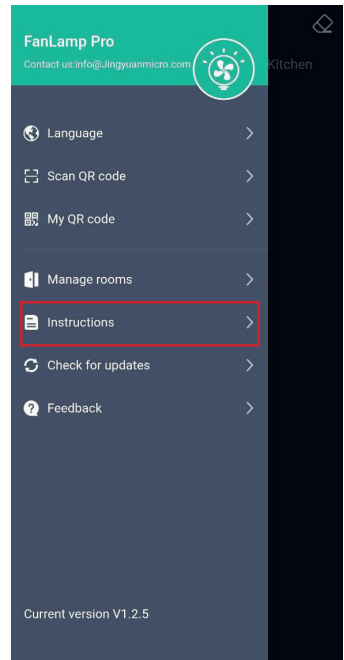 FanLamp Pro
Contact us:info@Jingyuanmicro.com
Kitchen
Language
Scan QR code
My QR code
Manage rooms
Instructions
Check for updates
Feedback
Current version V1.2.5